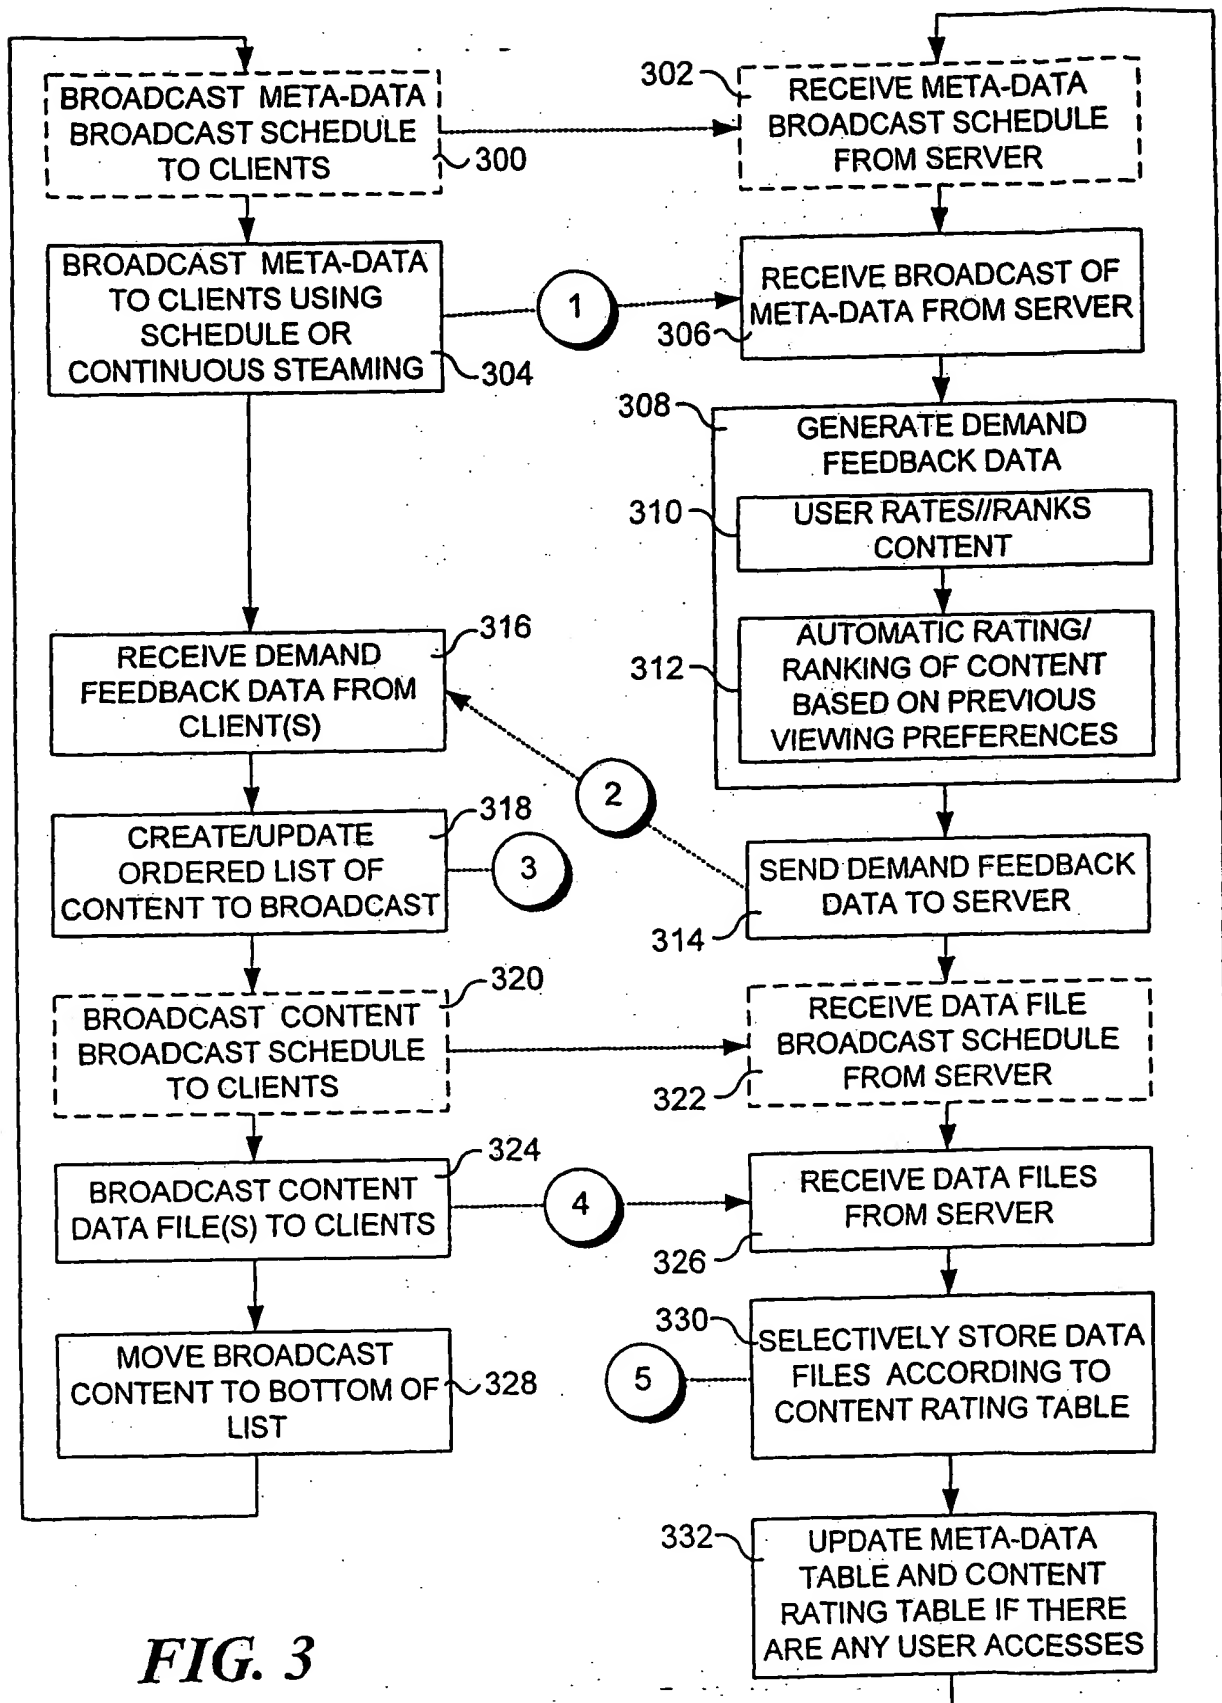 BROADCAST META-DATA
BROADCAST SCHEDULE
TO CLIENTS
300
302
RECEIVE META-DATA
BROADCAST SCHEDULE
FROM SERVER
BROADCAST META-DATA
TO CLIENTS USING
SCHEDULE OR
CONTINUOUS STEAMING
304
1
RECEIVE BROADCAST OF
META-DATA FROM SERVER
306
308
GENERATE DEMAND
FEEDBACK DATA
310
USER RATES//RANKS
CONTENT
312
AUTOMATIC RATING/
RANKING OF CONTENT
BASED ON PREVIOUS
VIEWING PREFERENCES
316
RECEIVE DEMAND
FEEDBACK DATA FROM
CLIENT(S)
2
318
CREATE/UPDATE
ORDERED LIST OF
CONTENT TO BROADCAST
3
SEND DEMAND FEEDBACK
DATA TO SERVER
314
320
BROADCAST CONTENT
BROADCAST SCHEDULE
TO CLIENTS
RECEIVE DATA FILE
BROADCAST SCHEDULE
FROM SERVER
322
324
BROADCAST CONTENT
DATA FILE(S) TO CLIENTS
4
RECEIVE DATA FILES
FROM SERVER
326
MOVE BROADCAST
CONTENT TO BOTTOM OF
LIST
328
330
SELECTIVELY STORE DATA
FILES ACCORDING TO
CONTENT RATING TABLE
5
332
UPDATE META-DATA
TABLE AND CONTENT
RATING TABLE IF THERE
ARE ANY USER ACCESSES
FIG. 3